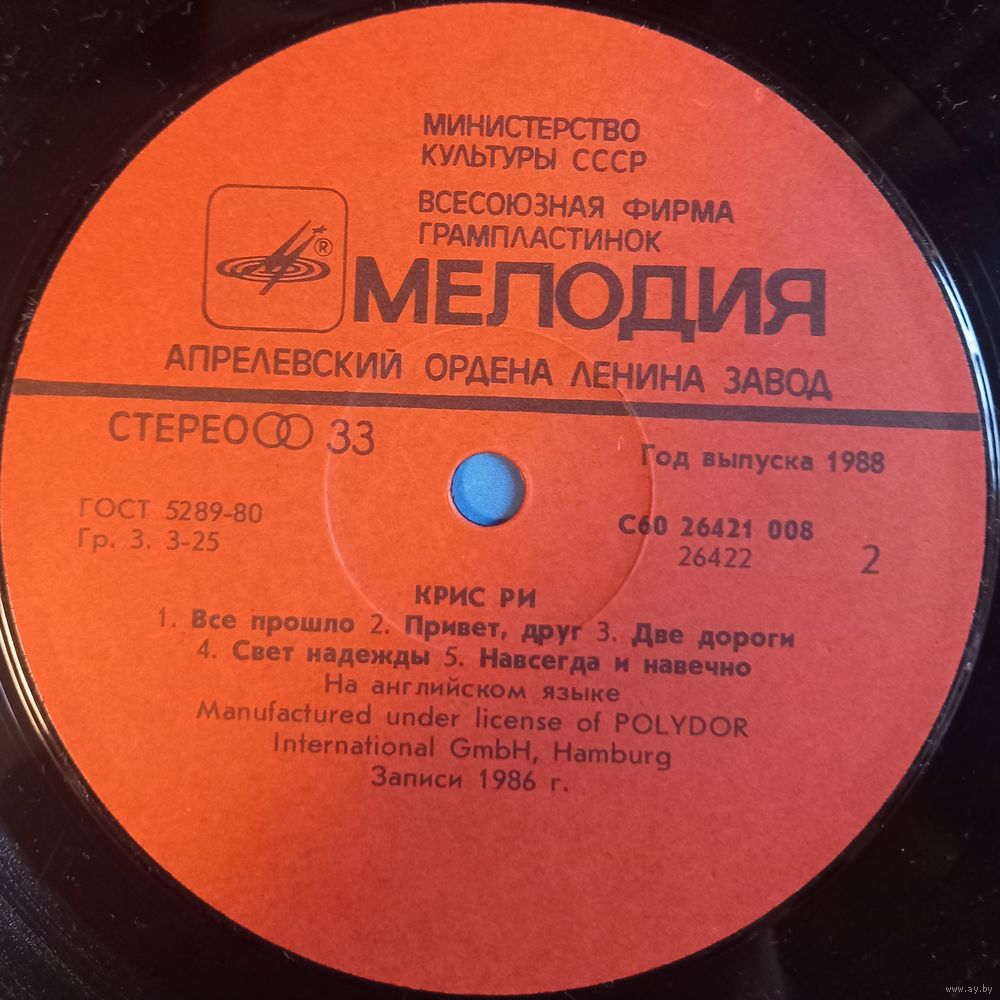 МИНИСТЕРСТВО
КУЛЬТУРЫ СССР
ВСЕСОЮЗНАЯ ФИРМА
ГРАМПЛАСТИНОК
®
МЕЛОДИЯ
АПРЕЛЕВСКИЙ ОРДЕНА ЛЕНИНА ЗАВОД
СТЕРЕО 33
Год выпуска 1988
ГОСТ 5289-80
Гр. 3. 3-25
С60 26421 008
26422
2
КРИС РИ
1. Все прошло 2. Привет, друг 3. Две дороги
4. Свет надежды 5. Навсегда и навечно
На английском языке
Manufactured under license of POLYDOR
International GmbH, Hamburg
Записи 1986 г.
www.ay.by